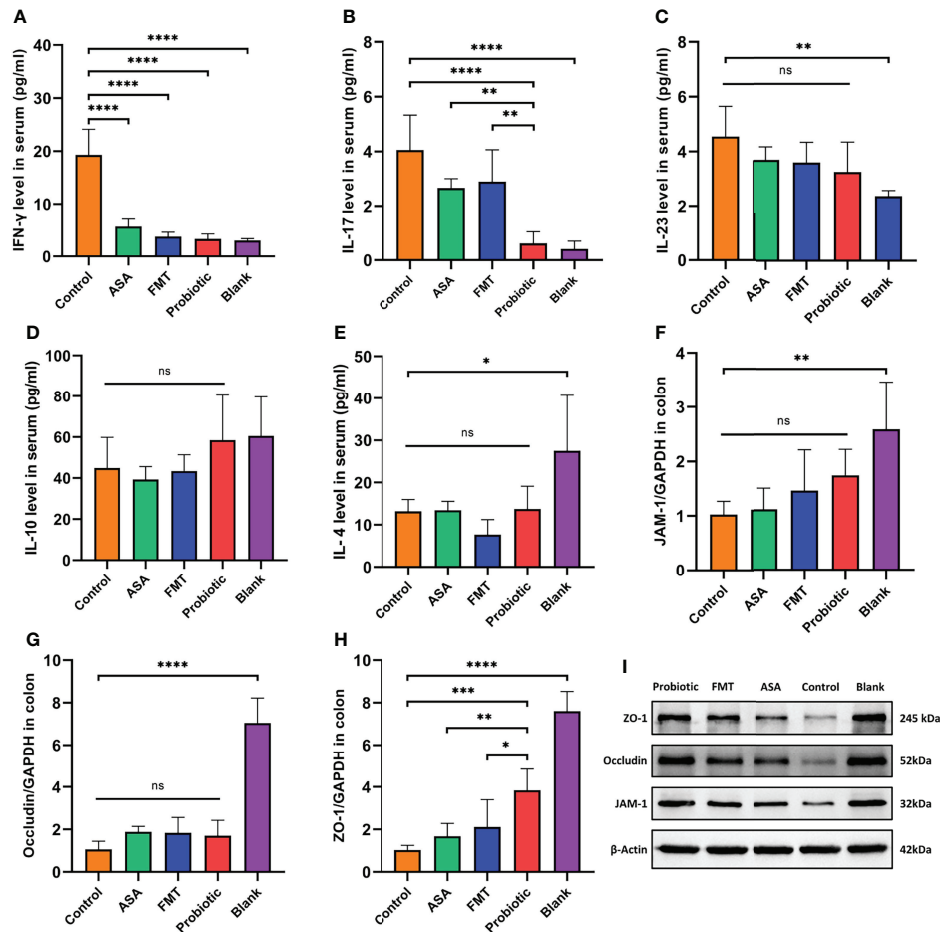 A
IFN-γ level in serum (pg/ml)
40
30
20
10
0
****
****
****
****
Control
ASA
FMT
Probiotic
Blank
B
IL-17 level in serum (pg/ml)
8
6
4
2
0
****
****
**
**
Control
ASA
FMT
Probiotic
Blank
C
IL-23 level in serum (pg/ml)
8
6
4
2
0
**
ns
Control
ASA
FMT
Probiotic
Blank
D
IL-10 level in serum (pg/ml)
100
80
60
40
20
0
ns
Control
ASA
FMT
Probiotic
Blank
E
IL- 4 level in serum (pg/ml)
50
40
30
20
10
0
*
ns
Control
ASA
FMT
Probiotic
Blank
F
JAM-1/GAPDH in colon
4
3
2
1
0
**
ns
Control
ASA
FMT
Probiotic
Blank
G
Occludin/GAPDH in colon
10
8
6
4
2
0
****
ns
Control
ASA
FMT
Probiotic
Blank
H
ZO-1/GAPDH in colon
10
8
6
4
2
0
****
***
**
*
Control
ASA
FMT
Probiotic
Blank
I
Probiotic FMT ASA Control Blank
ZO-1 245 kDa
Occludin 52kDa
JAM-1 32kDa
β-Actin 42kDa